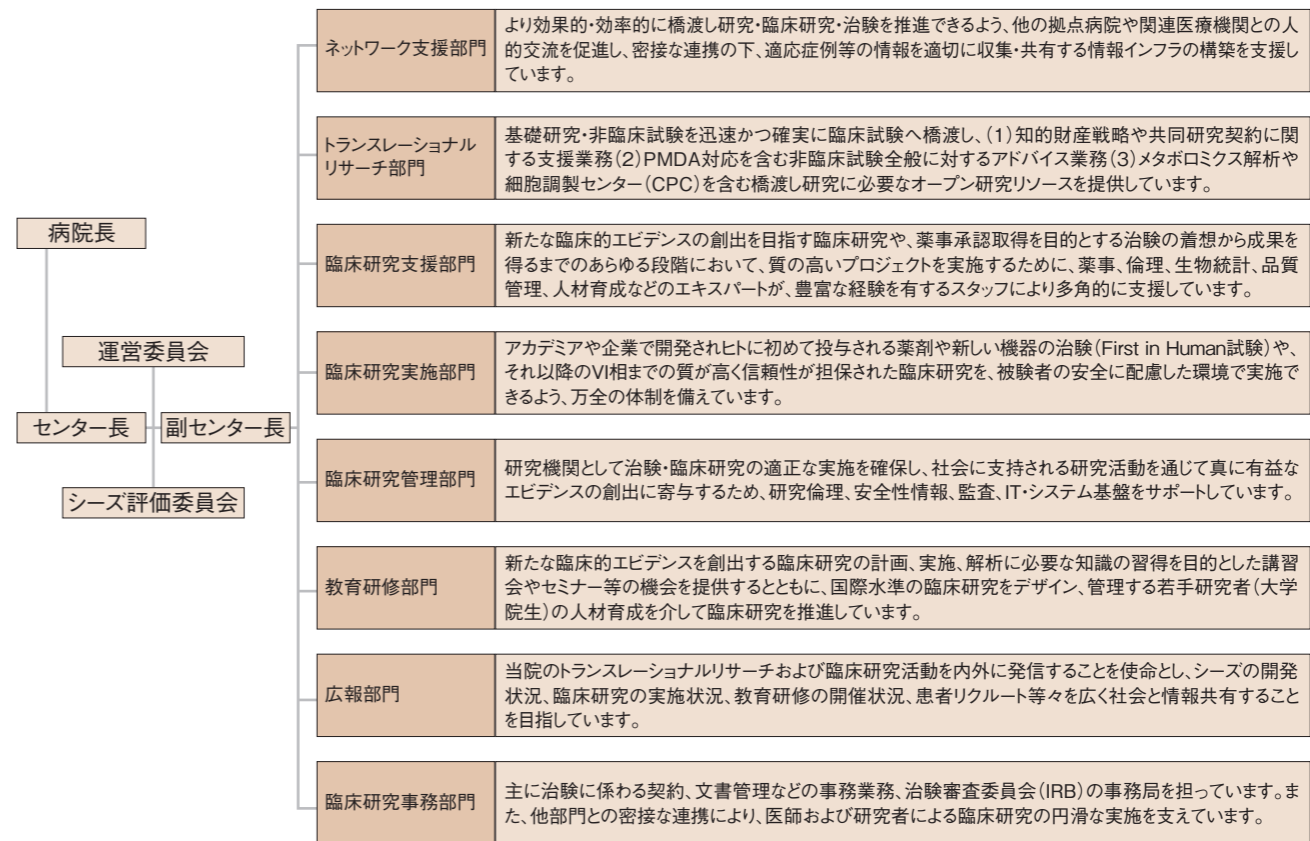 病院長
運営委員会
センター長
副センター長
シーズ評価委員会
ネットワーク支援部門
より効果的・効率的に橋渡し研究・臨床研究・治験を推進できるよう、他の拠点病院や関連医療機関との人
的交流を促進し、密接な連携の下、適応症例等の情報を適切に収集・共有する情報インフラの構築を支援し
ています。
トランスレーショナル
リサーチ部門
基礎研究・非臨床試験を迅速かつ確実に臨床試験へ橋渡し、(1)知的財産戦略や共同研究契約に関
する支援業務(2)PMDA対応を含む非臨床試験全般に対するアドバイス業務(3)メタボロミクス解析や
細胞調製センター(CPC)を含む橋渡し研究に必要なオープン研究リソースを提供しています。
臨床研究支援部門
新たな臨床的エビデンスの創出を目指す臨床研究や、薬事承認取得を目的とする治験の着想から成果を
得るまでのあらゆる段階において、質の高いプロジェクトを実施するために、薬事、倫理、生物統計、品質
管理、人材育成などのエキスパートが、豊富な経験を有するスタッフにより多角的に支援しています。
臨床研究実施部門
アカデミアや企業で開発されヒトに初めて投与される薬剤や新しい機器の治験(First in Human試験)や、
それ以降のVI相までの質が高く信頼性が担保された臨床研究を、被験者の安全に配慮した環境で実施で
きるよう、万全の体制を備えています。
臨床研究管理部門
研究機関として治験・臨床研究の適正な実施を確保し、社会に支持される研究活動を通じて真に有益な
エビデンスの創出に寄与するため、研究倫理、安全性情報、監査、IT・システム基盤をサポートしています。
教育研修部門
新たな臨床的エビデンスを創出する臨床研究の計画、実施、解析に必要な知識の習得を目的とした講習
会やセミナー等の機会を提供するとともに、国際水準の臨床研究をデザイン、管理する若手研究者(大学
院生)の人材育成を介して臨床研究を推進しています。
広報部門
当院のトランスレーショナルリサーチおよび臨床研究活動を内外に発信することを使命とし、シーズの開発
状況、臨床研究の実施状況、教育研修の開催状況、患者リクルート等々を広く社会と情報共有すること
を目指しています。
臨床研究事務部門
主に治験に係わる契約、文書管理などの事務業務、治験審査委員会(IRB)の事務局を担っています。ま
た、他部門との密接な連携により、医師および研究者による臨床研究の円滑な実施を支えています。